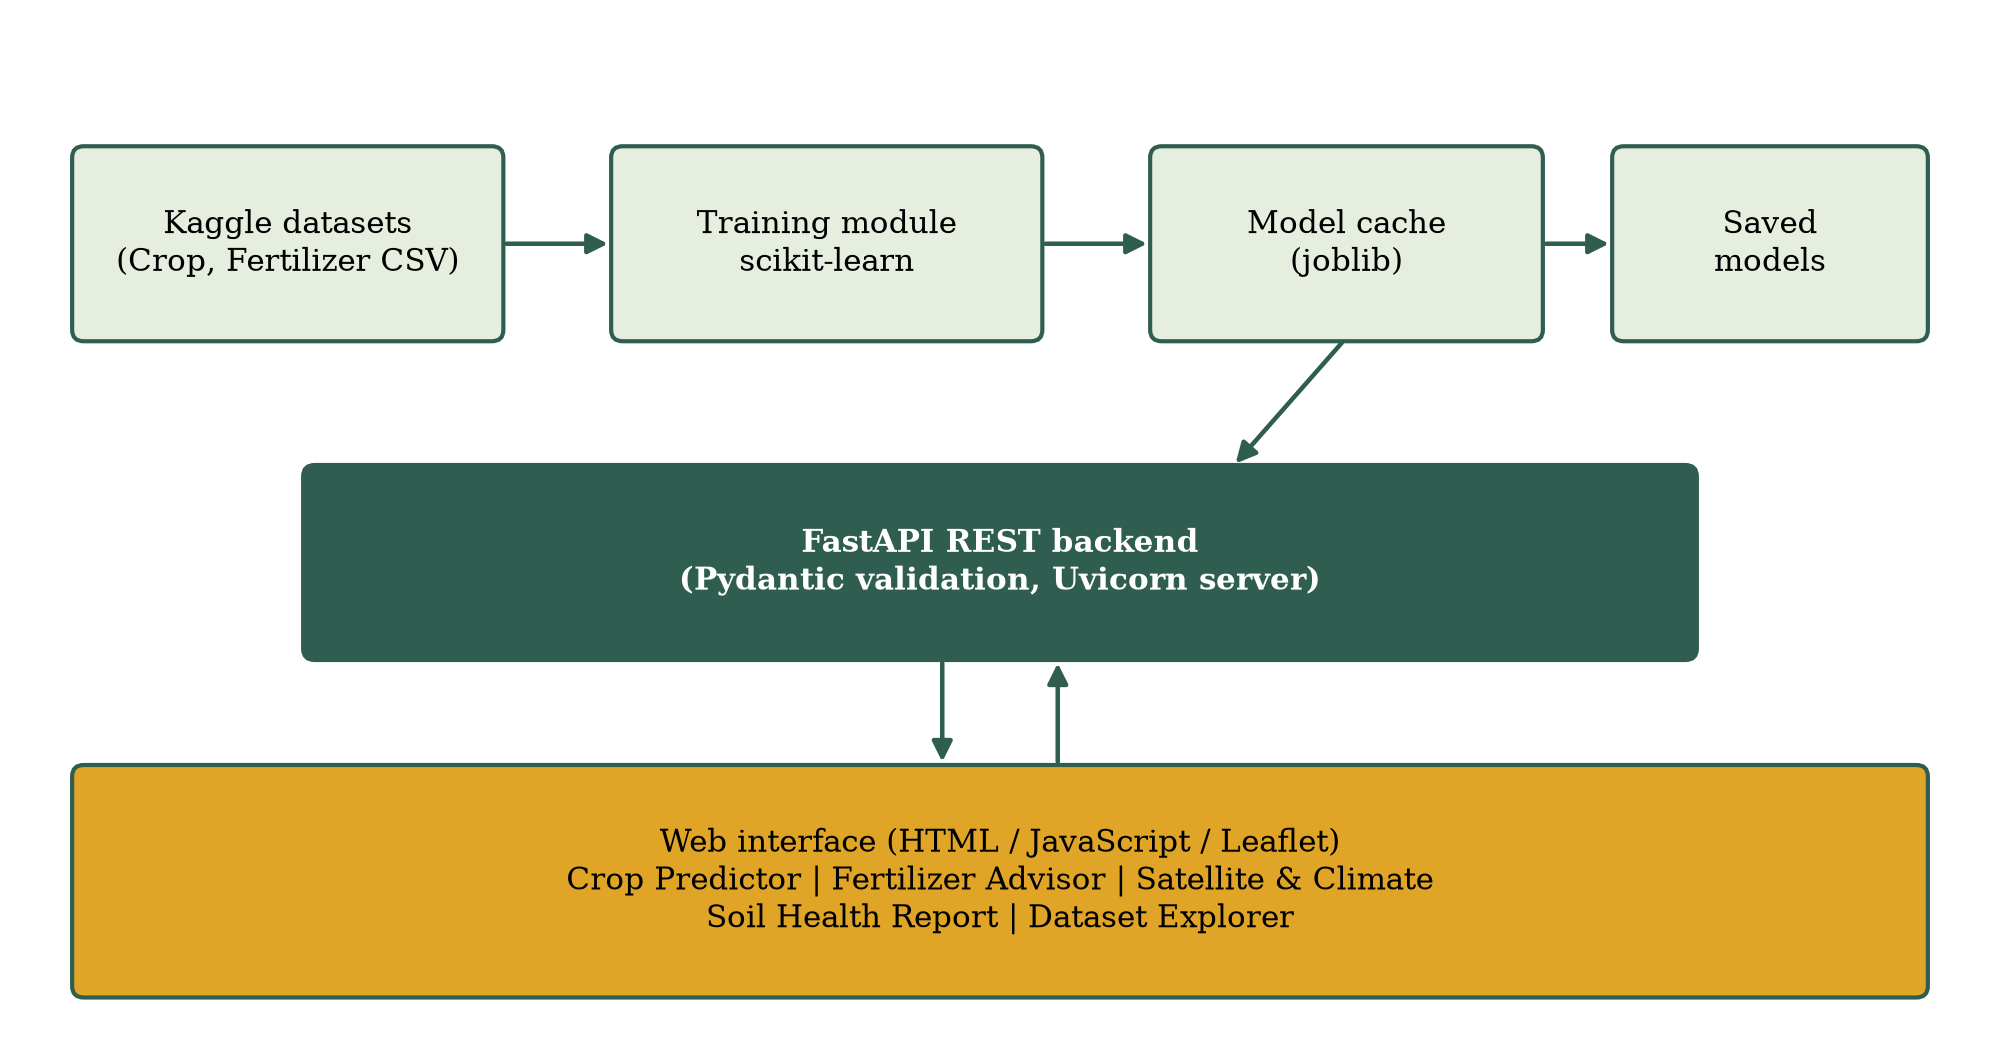 Kaggle datasets
(Crop, Fertilizer CSV)
Training module
scikit-learn
Model cache
(joblib)
Saved
models
FastAPI REST backend
(Pydantic validation, Uvicorn server)
Web interface (HTML / JavaScript / Leaflet)
Crop Predictor | Fertilizer Advisor | Satellite & Climate
Soil Health Report | Dataset Explorer